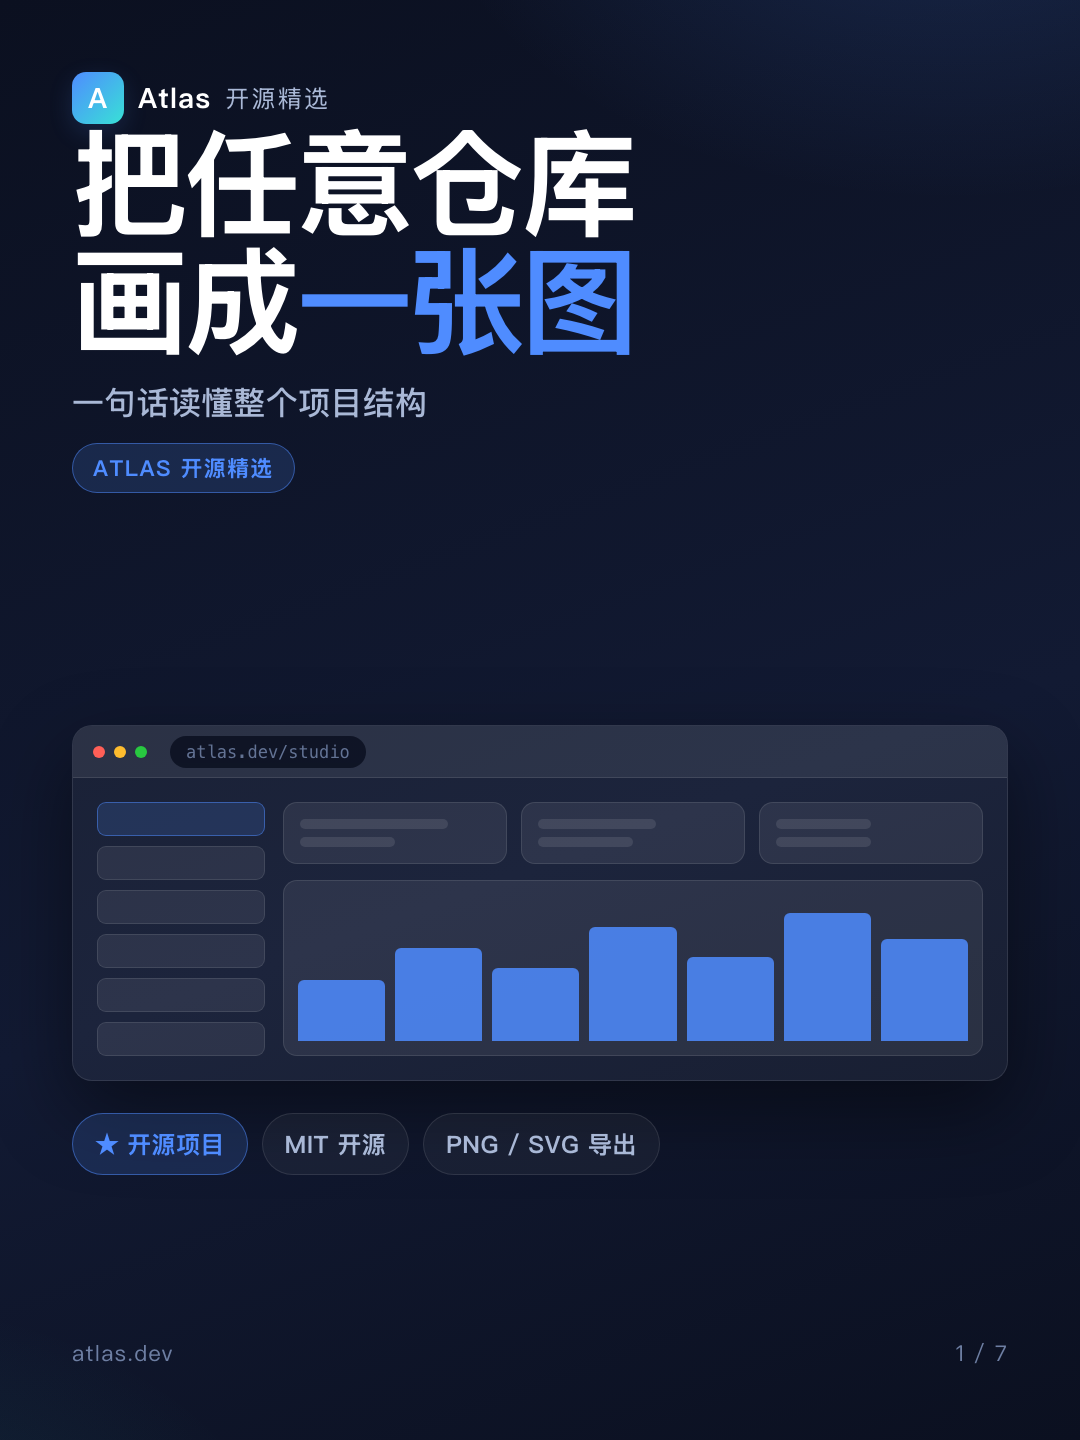 A Atlas 开源精选
把任意仓库
画成一张图
一句话读懂整个项目结构
ATLAS 开源精选
atlas.dev/studio
★ 开源项目 MIT 开源 PNG / SVG 导出
atlas.dev 1 / 7